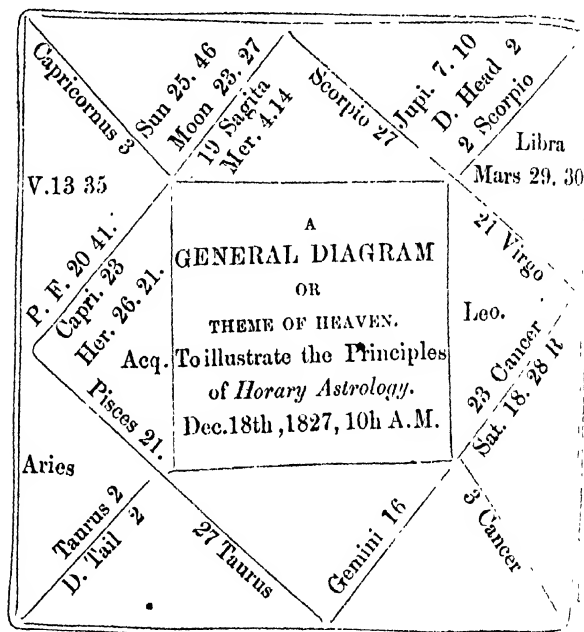 Capricornus 3
Sun 25. 46
Moon 23. 27
19 Sagita
Mer. 4.14
Scorpio 27
Jupi. 7. 10
D. Head 2
2 Scorpio
Libra
Mars 29. 30
V.13 35
P. F. 20 41.
Capri. 23
Her. 26. 21.
Acq.
A
GENERAL DIAGRAM
OR
THEME OF HEAVEN.
To illustrate the Principles
of Horary Astrology.
Dec.18th,1827, 10h A.M.
21 Virgo
Leo.
23 Cancer
Sat. 18. 28 R
Pisces 21.
Aries
Taurus 2
D. Tail 2
27 Taurus
Gemini 16
3 Cancer